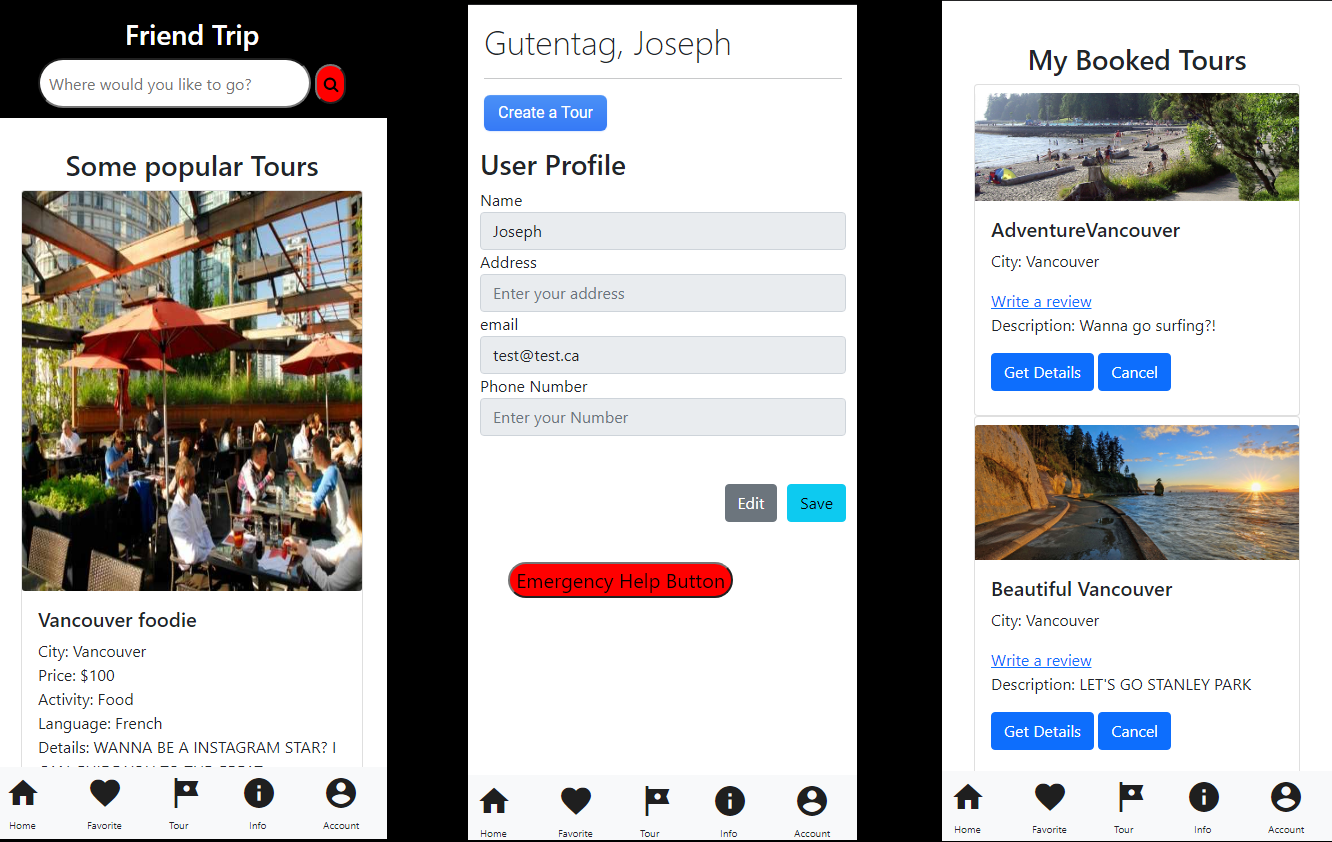 Friend Trip
Where would you like to go?
Some popular Tours
Vancouver foodie
City: Vancouver
Price: $100
Activity: Food
Language: French
Details: WANNA BE A INSTAGRAM STAR? I
Home
Favorite
Tour
Info
Account
Gutentag, Joseph
Create a Tour
User Profile
Name
Joseph
Address
Enter your address
email
test@test.ca
Phone Number
Enter your Number
Edit
Save
Emergency Help Button
Home
Favorite
Tour
Info
Account
My Booked Tours
AdventureVancouver
City: Vancouver
Write a review
Description: Wanna go surfing?!
Get Details
Cancel
Beautiful Vancouver
City: Vancouver
Write a review
Description: LET'S GO STANLEY PARK
Get Details
Cancel
Home
Favorite
Tour
Info
Account